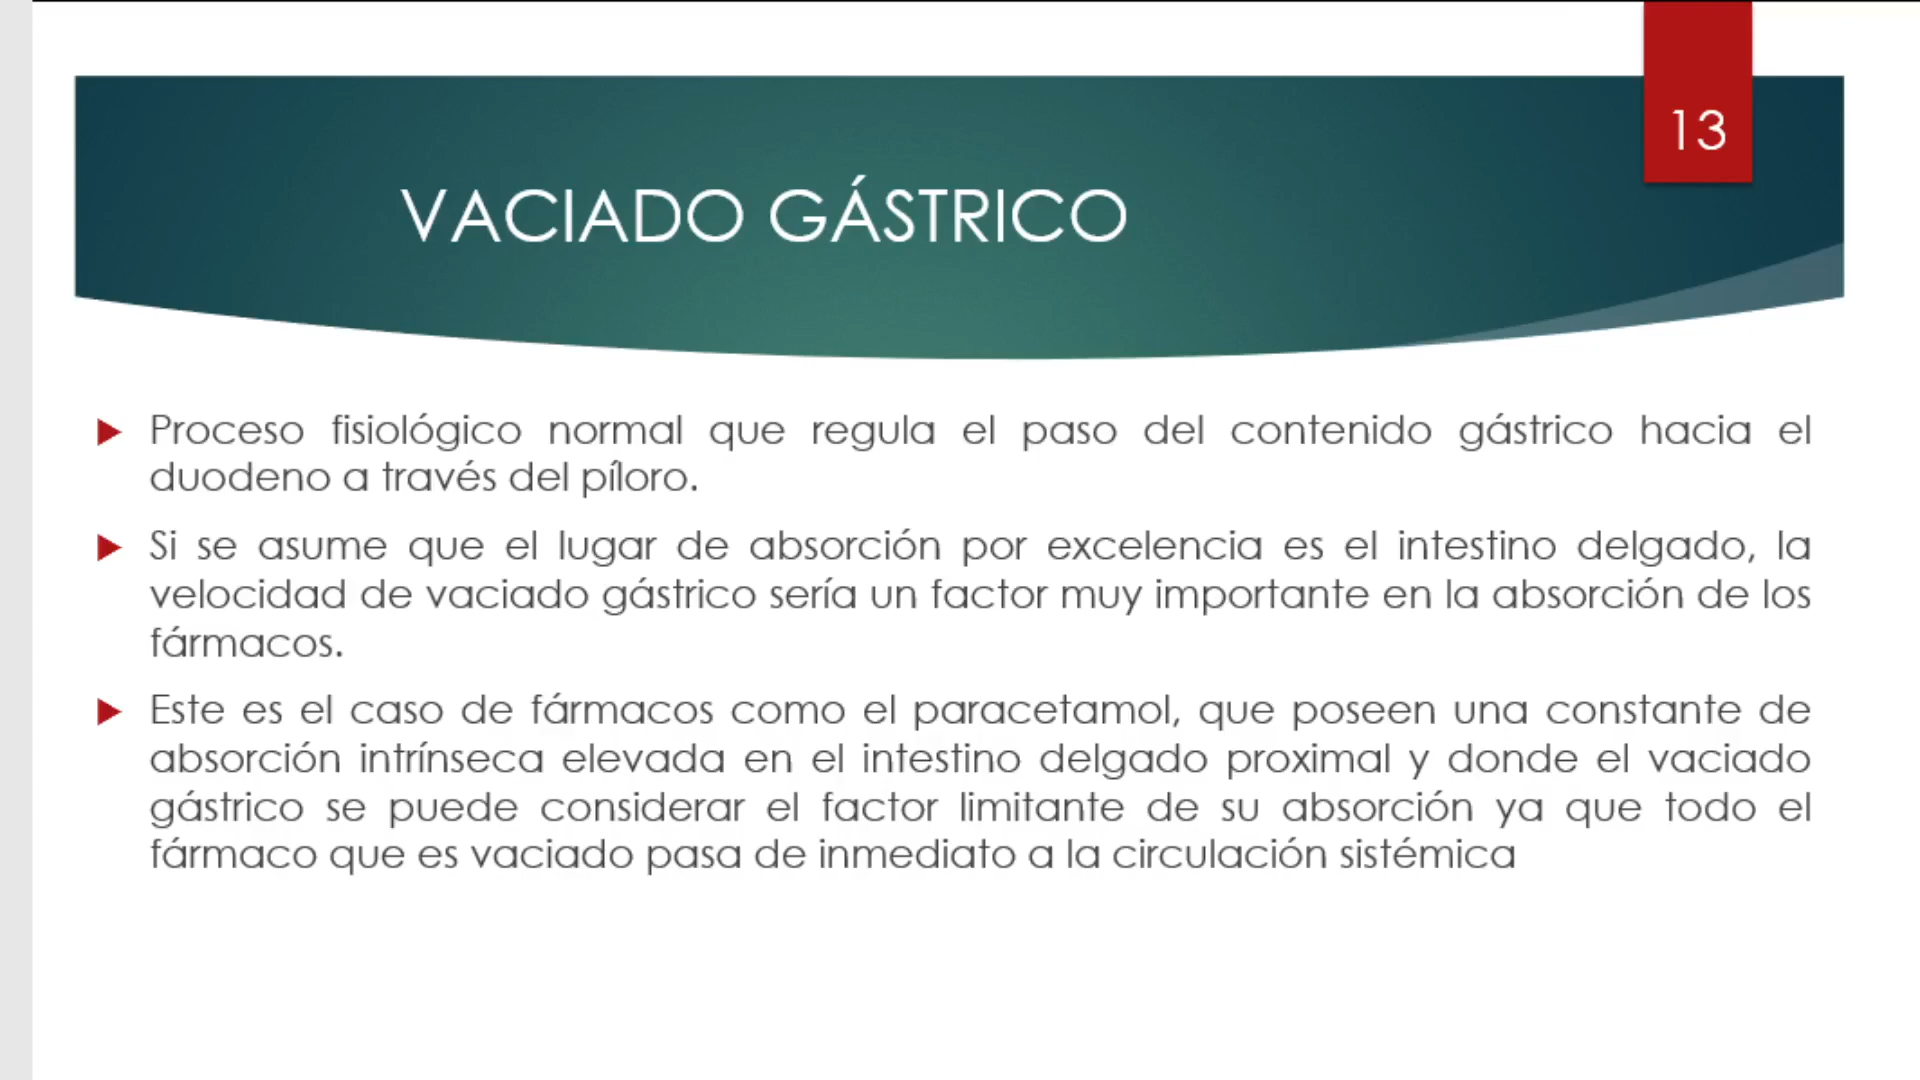 13
VACIADO GÁSTRICO
Proceso fisiológico normal que regula el paso del contenido gástrico hacia el
duodeno a través del píloro.
Si se asume que el lugar de absorción por excelencia es el intestino delgado, la
velocidad de vaciado gástrico sería un factor muy importante en la absorción de los
fármacos.
Este es el caso de fármacos como el paracetamol, que poseen una constante de
absorción intrínseca elevada en el intestino delgado proximal y donde el vaciado
gástrico se puede considerar el factor limitante de su absorción ya que todo el
fármaco que es vaciado pasa de inmediato a la circulación sistémica